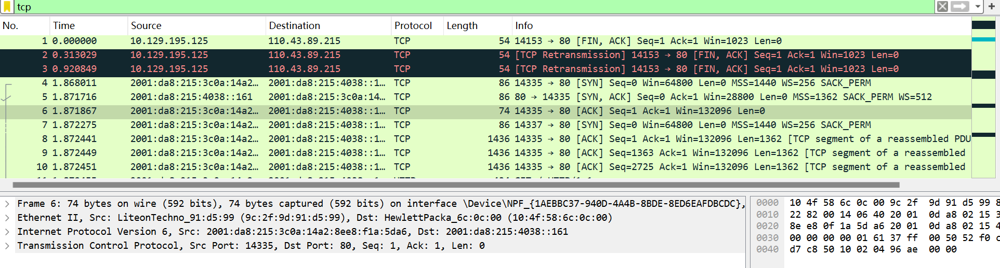 tcp
No. Time Source Destination Protocol Length Info
1 0.000000 10.129.195.125 110.43.89.215 TCP 54 14153 → 80 [FIN, ACK] Seq=1 Ack=1 Win=1023 Len=0
2 0.313029 10.129.195.125 110.43.89.215 TCP 54 [TCP Retransmission] 14153 → 80 [FIN, ACK] Seq=1 Ack=1 Win=1023 Len=0
3 0.920849 10.129.195.125 110.43.89.215 TCP 54 [TCP Retransmission] 14153 → 80 [FIN, ACK] Seq=1 Ack=1 Win=1023 Len=0
4 1.868011 2001:da8:215:3c0a:14a2… 2001:da8:215:4038::1… TCP 86 14335 → 80 [SYN] Seq=0 Win=64800 Len=0 MSS=1440 WS=256 SACK_PERM
5 1.871716 2001:da8:215:4038::161 2001:da8:215:3c0a:14… TCP 86 80 → 14335 [SYN, ACK] Seq=0 Ack=1 Win=28800 Len=0 MSS=1362 SACK_PERM WS=512
6 1.871867 2001:da8:215:3c0a:14a2… 2001:da8:215:4038::1… TCP 74 14335 → 80 [ACK] Seq=1 Ack=1 Win=132096 Len=0
7 1.872275 2001:da8:215:3c0a:14a2… 2001:da8:215:4038::1… TCP 86 14337 → 80 [SYN] Seq=0 Win=64800 Len=0 MSS=1440 WS=256 SACK_PERM
8 1.872441 2001:da8:215:3c0a:14a2… 2001:da8:215:4038::1… TCP 1436 14335 → 80 [ACK] Seq=1 Ack=1 Win=132096 Len=1362 [TCP segment of a reassembled PDU
9 1.872449 2001:da8:215:3c0a:14a2… 2001:da8:215:4038::1… TCP 1436 14335 → 80 [ACK] Seq=1363 Ack=1 Win=132096 Len=1362 [TCP segment of a reassembled
10 1.872451 2001:da8:215:3c0a:14a2… 2001:da8:215:4038::1… TCP 1436 14335 → 80 [ACK] Seq=2725 Ack=1 Win=132096 Len=1362 [TCP segment of a reassembled
Frame 6: 74 bytes on wire (592 bits), 74 bytes captured (592 bits) on interface \Device\NPF_{1AEBBC37-940D-4A4B-8BDE-8ED6EAFDBCDC},
Ethernet II, Src: LiteonTechno_91:d5:99 (9c:2f:9d:91:d5:99), Dst: HewlettPacka_6c:0c:00 (10:4f:58:6c:0c:00)
Internet Protocol Version 6, Src: 2001:da8:215:3c0a:14a2:8ee8:f1a:5da6, Dst: 2001:da8:215:4038::161
Transmission Control Protocol, Src Port: 14335, Dst Port: 80, Seq: 1, Ack: 1, Len: 0
0000 10 4f 58 6c 0c 00 9c 2f 9d 91 d5 99 8
0010 22 82 00 14 06 40 20 01 0d a8 02 15 3
0020 8e e8 0f 1a 5d a6 20 01 0d a8 02 15 4
0030 00 00 00 00 01 61 37 ff 00 50 52 f0 c
0040 d7 c8 50 10 02 04 96 ae 00 00